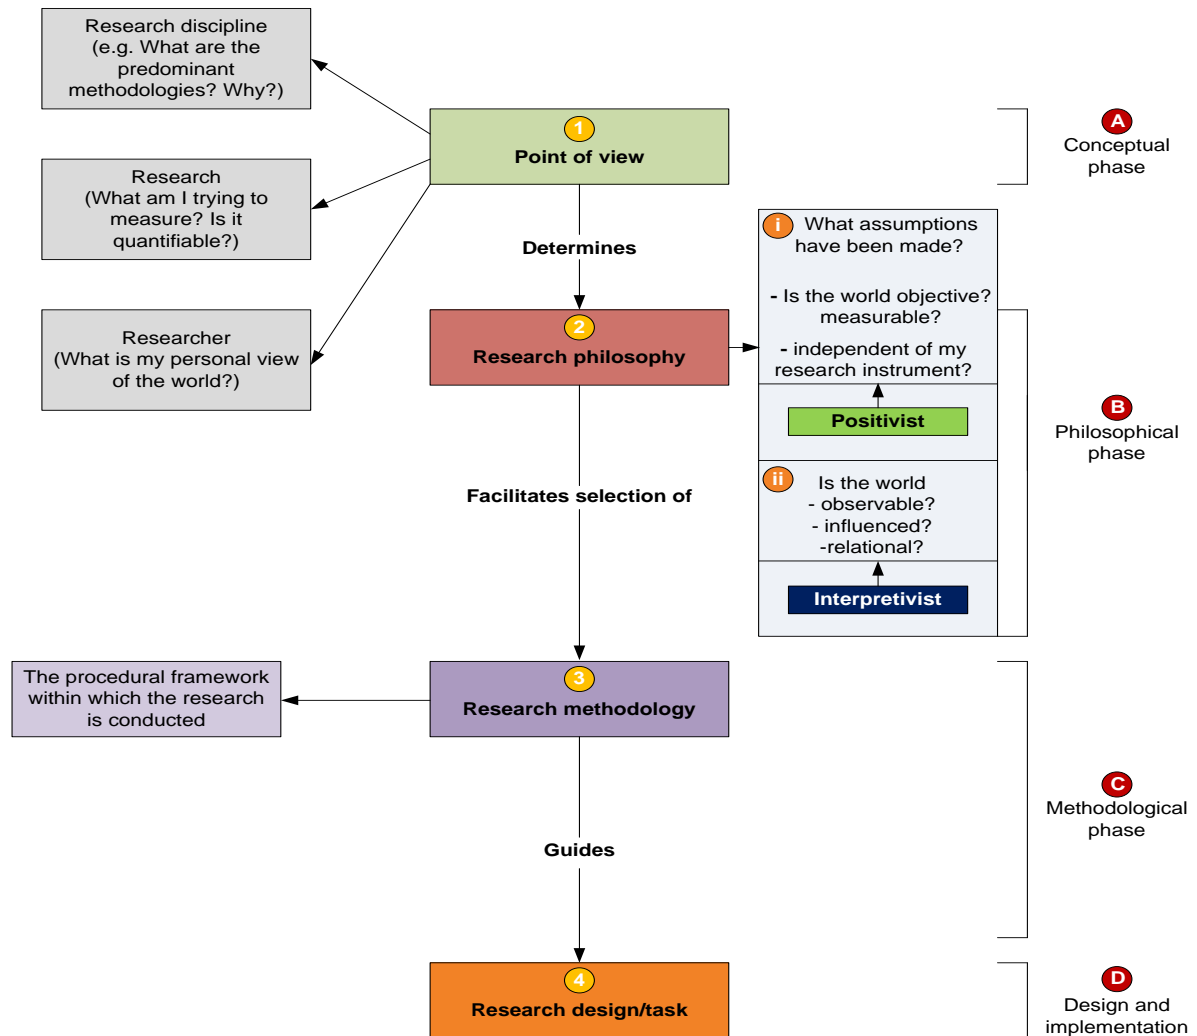 Research discipline
(e.g. What are the
predominant
methodologies? Why?)
1
Point of view
A
Conceptual
phase
Research
(What am I trying to
measure? Is it
quantifiable?)
Determines
i
What assumptions
have been made?
- Is the world objective?
measurable?
- independent of my
research instrument?
Researcher
(What is my personal view
of the world?)
2
Research philosophy
Positivist
B
Philosophical
phase
Facilitates selection of
ii
Is the world
- observable?
- influenced?
-relational?
Interpretivist
The procedural framework
within which the research
is conducted
3
Research methodology
C
Methodological
phase
Guides
4
Research design/task
D
Design and
implementation